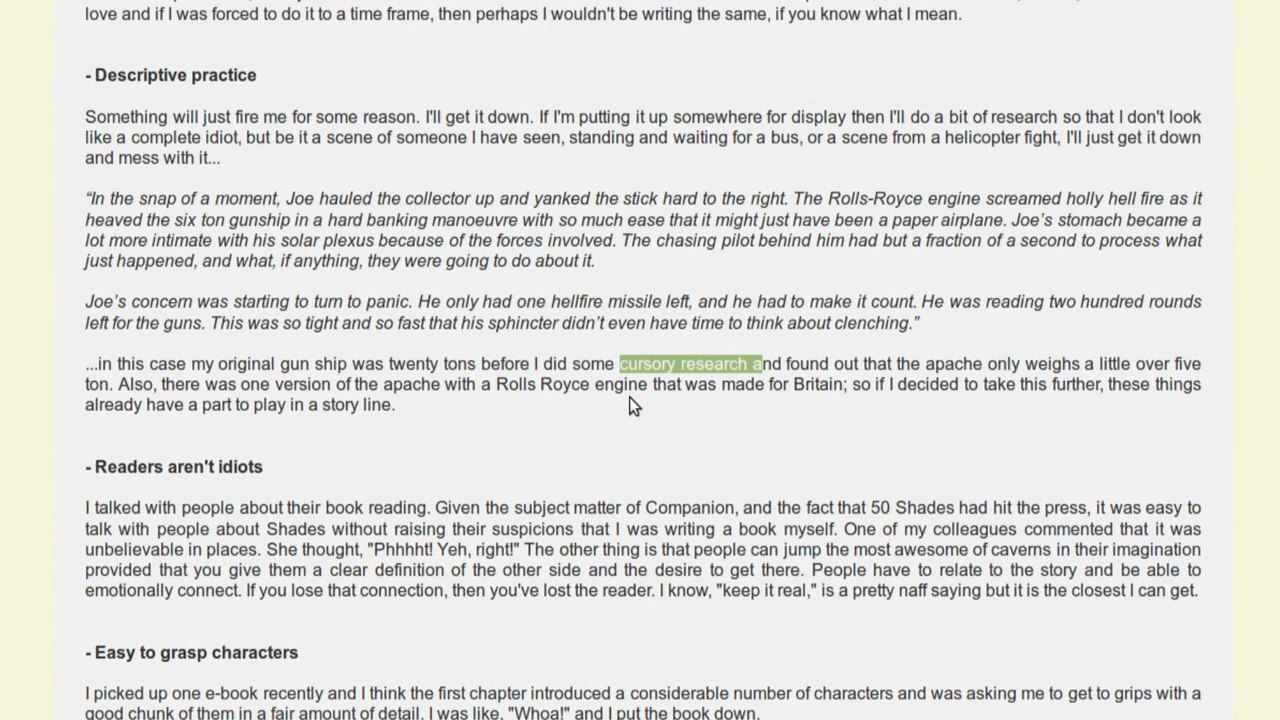 love and if I was forced to do it to a time frame, then perhaps I wouldn't be writing the same, if you know what I mean.
- Descriptive practice
Something will just fire me for some reason. I'll get it down. If I'm putting it up somewhere for display then I'll do a bit of research so that I don't look
like a complete idiot, but be it a scene of someone I have seen, standing and waiting for a bus, or a scene from a helicopter fight, I'll just get it down
and mess with it...
“In the snap of a moment, Joe hauled the collector up and yanked the stick hard to the right. The Rolls-Royce engine screamed holly hell fire as it
heaved the six ton gunship in a hard banking manoeuvre with so much ease that it might just have been a paper airplane. Joe’s stomach became a
lot more intimate with his solar plexus because of the forces involved. The chasing pilot behind him had but a fraction of a second to process what
just happened, and what, if anything, they were going to do about it.
Joe’s concern was starting to turn to panic. He only had one hellfire missile left, and he had to make it count. He was reading two hundred rounds
left for the guns. This was so tight and so fast that his sphincter didn’t even have time to think about clenching.”
...in this case my original gun ship was twenty tons before I did some cursory research and found out that the apache only weighs a little over five
ton. Also, there was one version of the apache with a Rolls Royce engine that was made for Britain; so if I decided to take this further, these things
already have a part to play in a story line.
- Readers aren't idiots
I talked with people about their book reading. Given the subject matter of Companion, and the fact that 50 Shades had hit the press, it was easy to
talk with people about Shades without raising their suspicions that I was writing a book myself. One of my colleagues commented that it was
unbelievable in places. She thought, "Phhhht! Yeh, right!" The other thing is that people can jump the most awesome of caverns in their imagination
provided that you give them a clear definition of the other side and the desire to get there. People have to relate to the story and be able to
emotionally connect. If you lose that connection, then you've lost the reader. I know, "keep it real," is a pretty naff saying but it is the closest I can get.
- Easy to grasp characters
I picked up one e-book recently and I think the first chapter introduced a considerable number of characters and was asking me to get to grips with a
good chunk of them in a fair amount of detail. I was like, "Whoa!" and I put the book down.